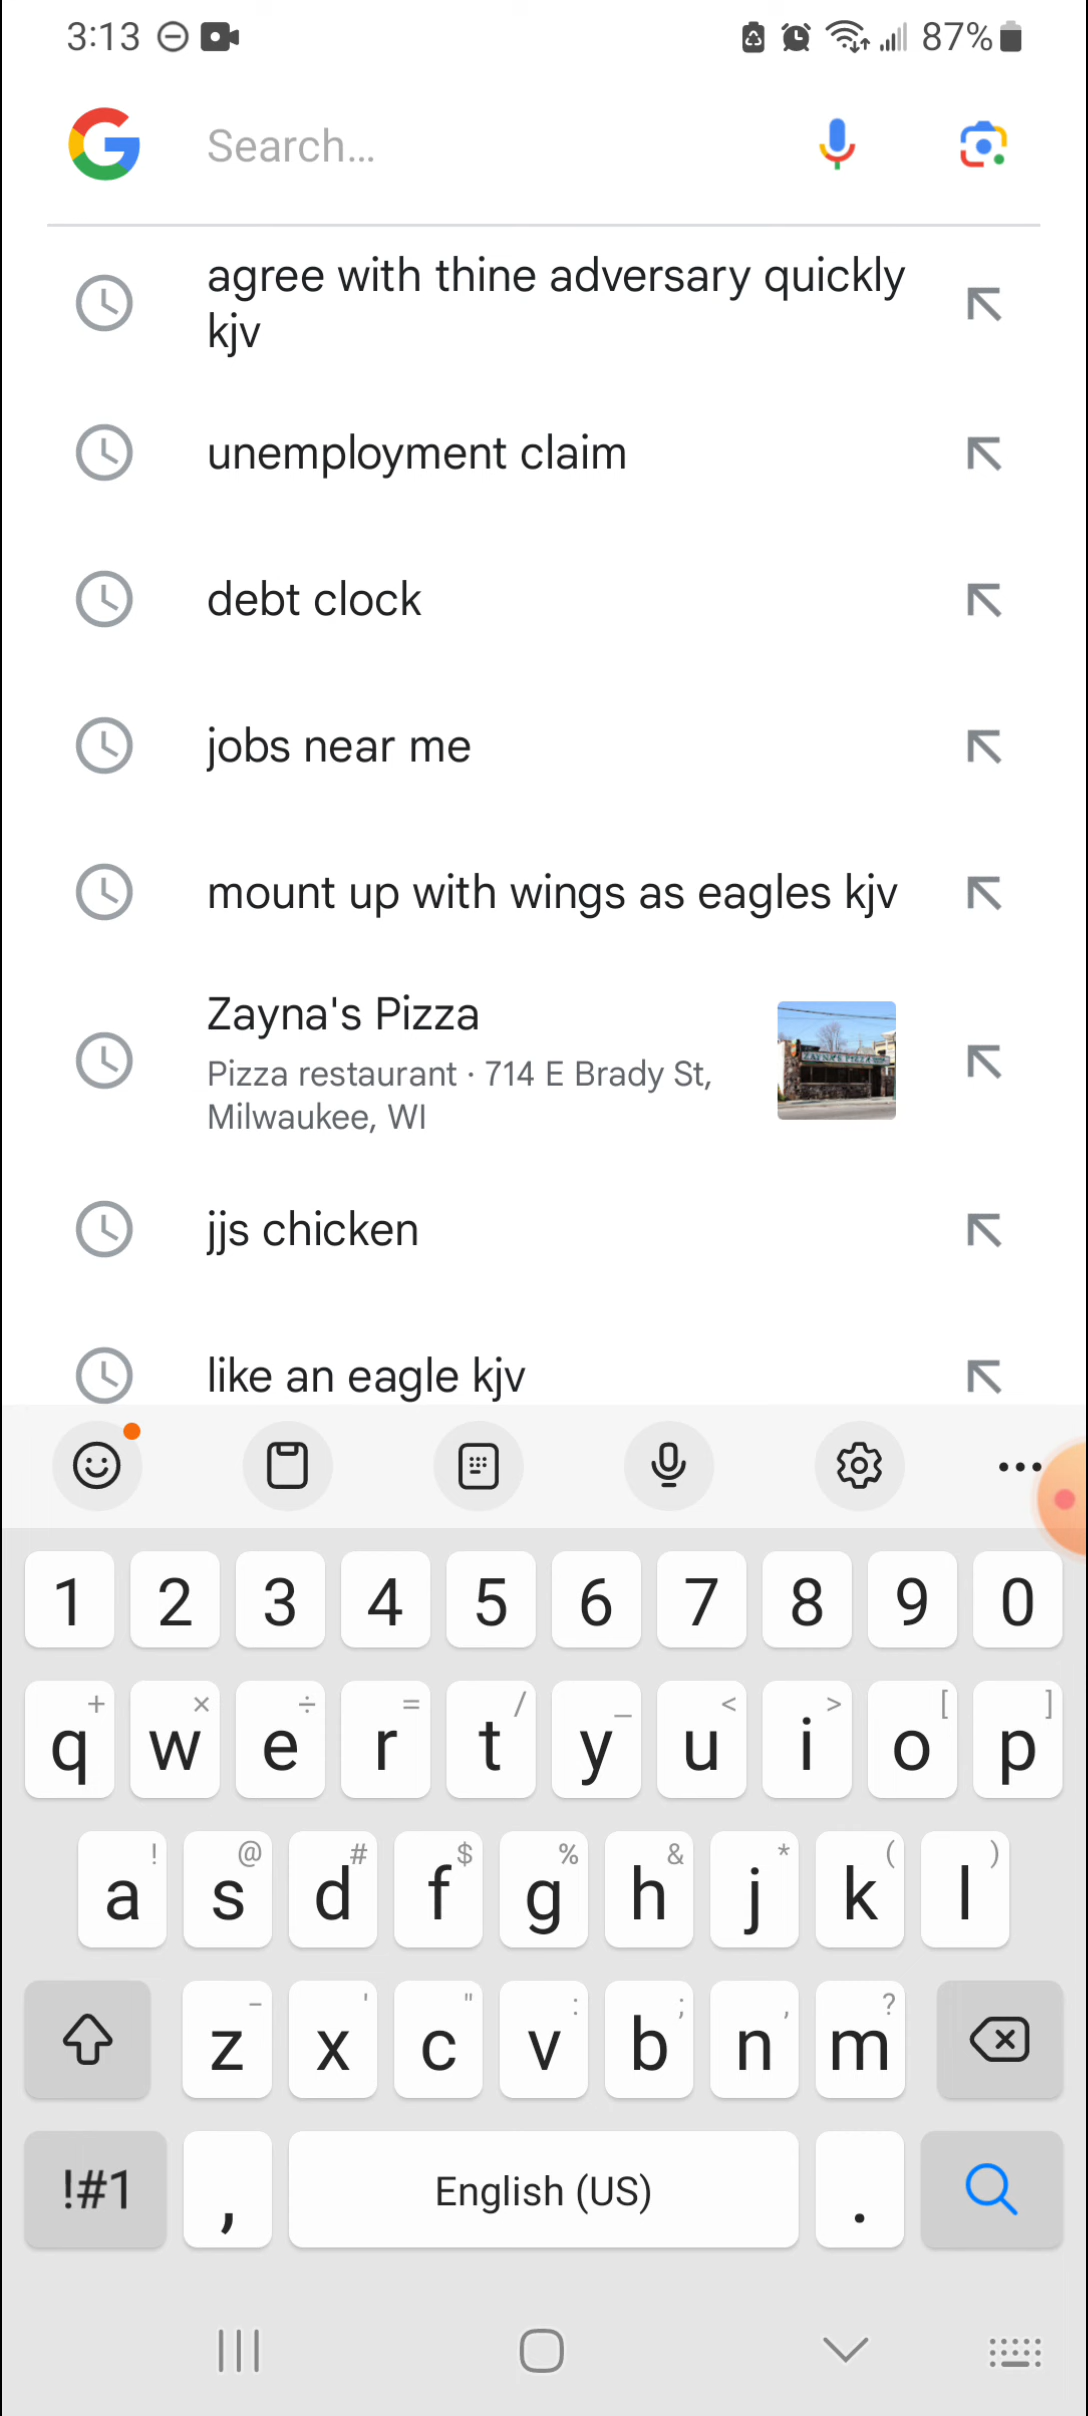 3:13
87%
Search...
agree with thine adversary quickly
kjv
unemployment claim
debt clock
jobs near me
mount up with wings as eagles kjv
Zayna's Pizza
Pizza restaurant · 714 E Brady St,
Milwaukee, WI
jjs chicken
like an eagle kjv
1 2 3 4 5 6 7 8 9 0
+ × ÷ = / _ < > [ ]
q w e r t y u i o p
! @ # $ % & * ( )
a s d f g h j k l
- ' " : ; , ?
z x c v b n m
!#1 , English (US) .